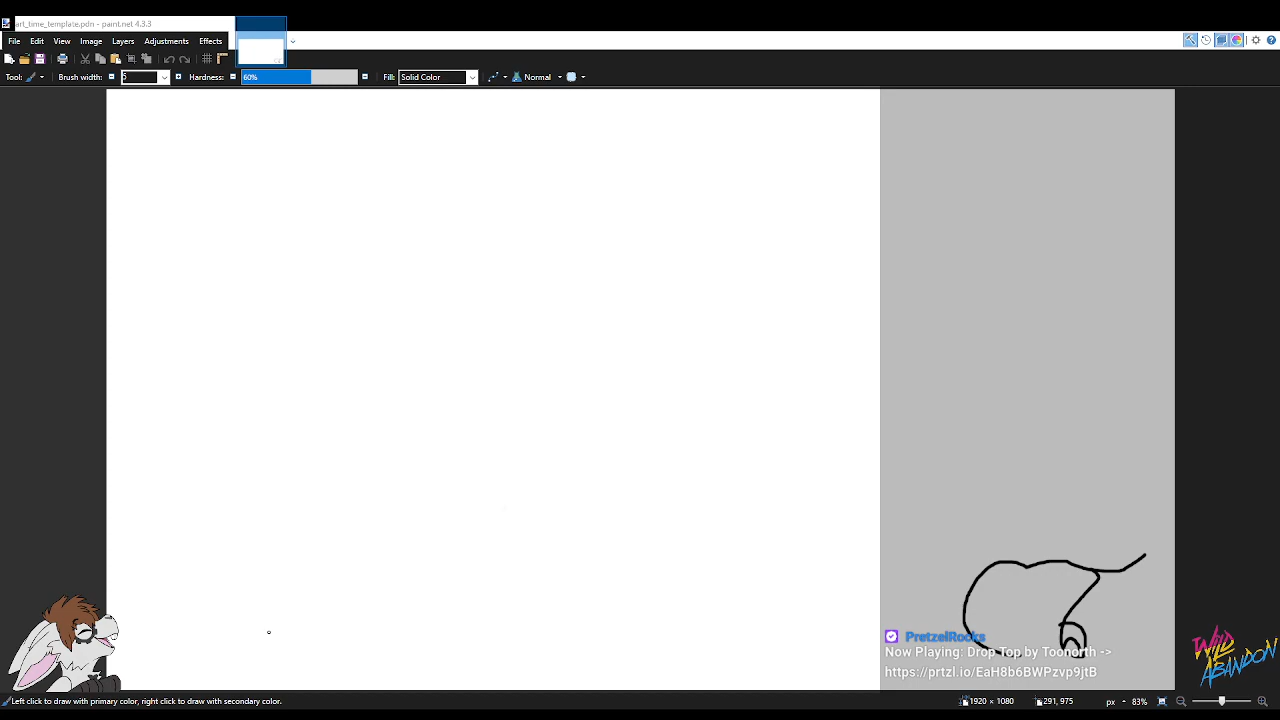 art_time_template.pdn - paint.net 4.3.3
File Edit View Image Layers Adjustments Effects
Tool: Brush width: 5 Hardness: 60% Fill: Solid Color Normal
PretzelRocks
Now Playing: Drop Top by Toonorth ->
https://prtzl.io/EaH8b6BWPzvp9jtB
WILD
ABANDON
Left click to draw with primary color, right click to draw with secondary color. 1920 × 1080 291, 975 px 83%